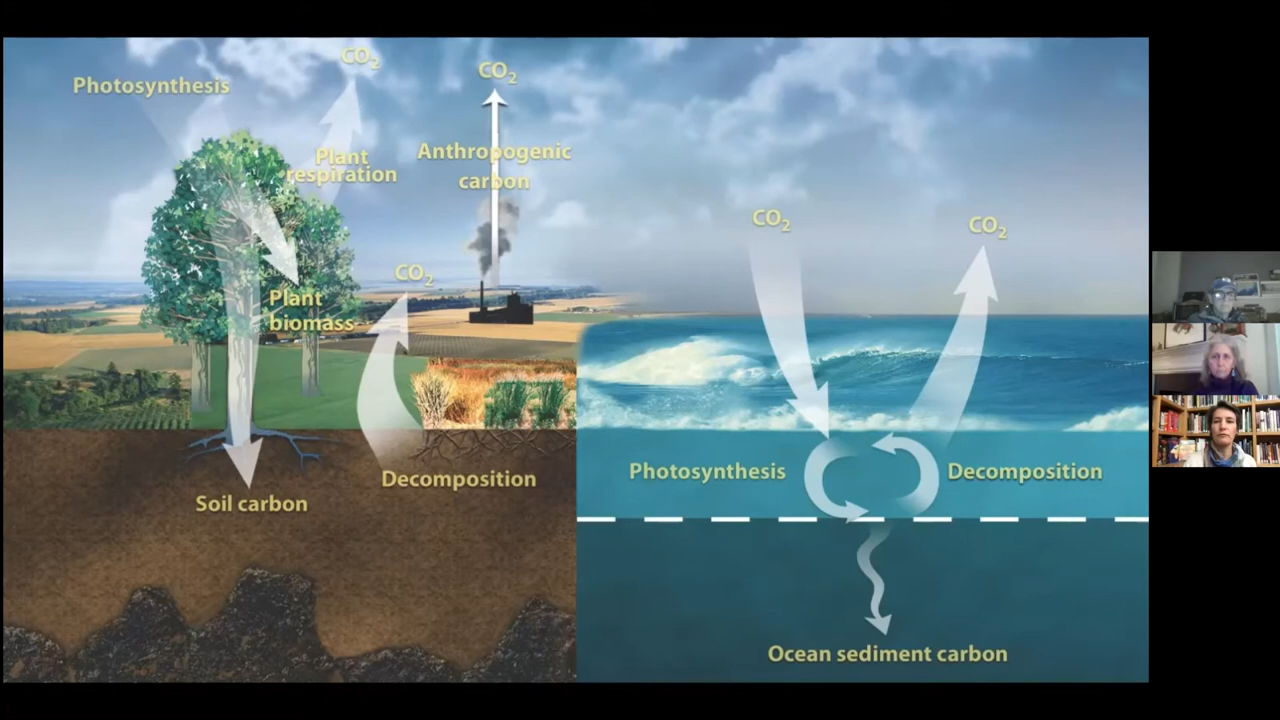 Photosynthesis
CO₂
CO₂
Plant
respiration
Anthropogenic
carbon
CO₂
Plant
biomass
Decomposition
Soil carbon
CO₂
CO₂
Photosynthesis
Decomposition
Ocean sediment carbon